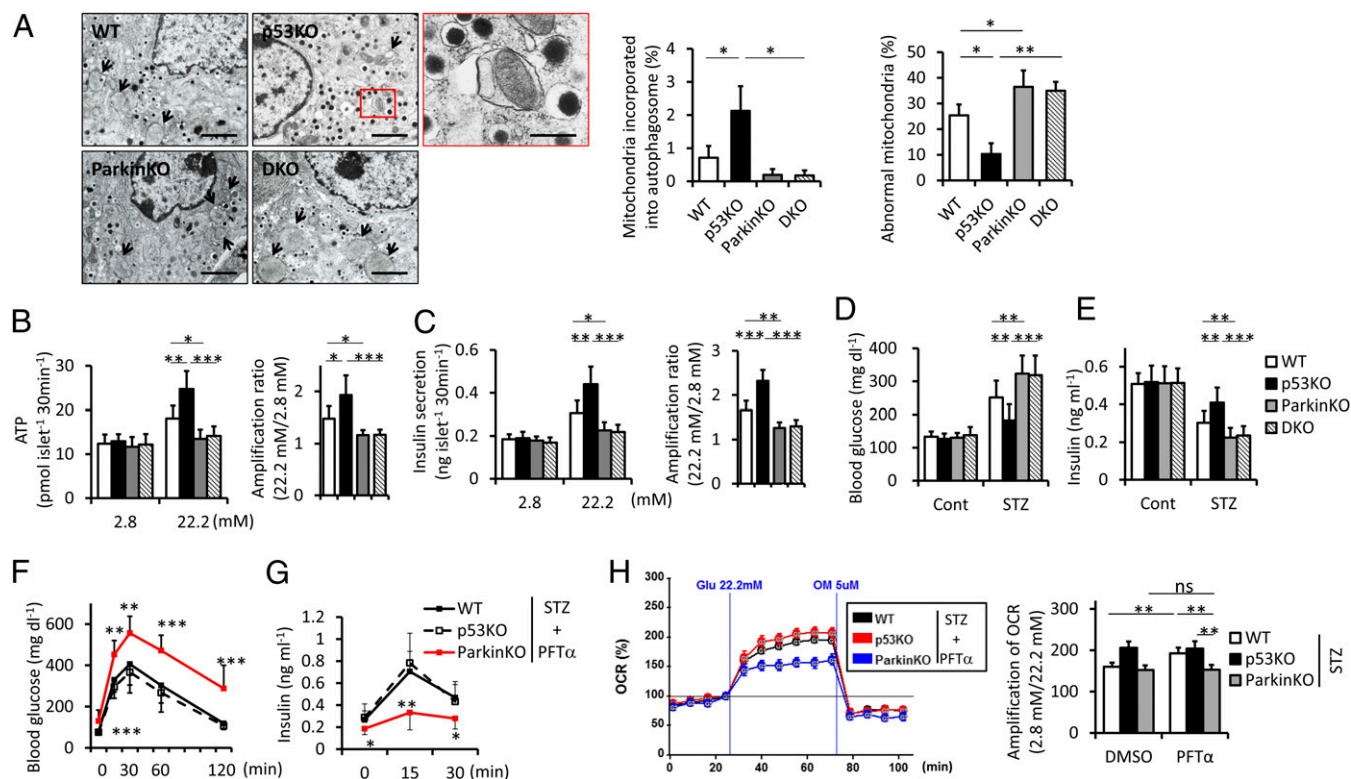 A
WT
p53KO
ParkinKO
DKO
Mitochondria incorporated
into autophagosome (%)
4
3
2
1
0
* *
WT
p53KO
ParkinKO
DKO
Abnormal mitochondria (%)
50
40
30
20
10
0
*
* **
WT
p53KO
ParkinKO
DKO
B
ATP
(pmol islet-1 30min-1)
30
20
10
0
*
** ***
2.8 22.2 (mM)
Amplification ratio
(22.2 mM/2.8 mM)
2
1
0
*
* ***
C
Insulin secretion
(ng islet-1 30min-1)
0.6
0.4
0.2
0
*
** ***
2.8 22.2 (mM)
Amplification ratio
(22.2 mM/2.8 mM)
2
1
0
**
*** ***
D
Blood glucose (mg dl-1)
400
300
200
100
0
**
** ***
Cont STZ
E
Insulin (ng ml-1)
0.8
0.6
0.4
0.2
0
**
** ***
Cont STZ
WT
p53KO
ParkinKO
DKO
F
Blood glucose (mg dl-1)
600
400
200
0
**
** ***
***
***
0 30 60 120 (min)
G
Insulin (ng ml-1)
1.2
1
0.8
0.6
0.4
0.2
0
**
* *
0 15 30 (min)
WT
p53KO
ParkinKO
STZ
+
PFTα
H
OCR (%)
300
250
200
150
100
50
0
Glu 22.2mM OM 5uM
WT
p53KO
ParkinKO
STZ
+
PFTα
0 20 40 60 80 100 (min)
Amplification of OCR
(2.8 mM/22.2 mM)
300
200
100
0
ns
** **
**
DMSO PFTα
WT
p53KO
ParkinKO
STZ